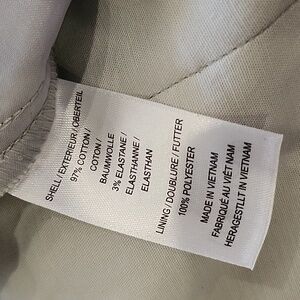 SHELL / EXTERIEUR / OBERTEIL
97% COTTON /
COTON /
BAUMWOLLE
3% ELASTANE /
ELASTHANNE /
ELASTHAN
LINING / DOUBLURE / FUTTER
100% POLYESTER
MADE IN VIETNAM
FABRIQUÉ AU VIÊT NAM
HERAGESTLLT IN VIETNAM